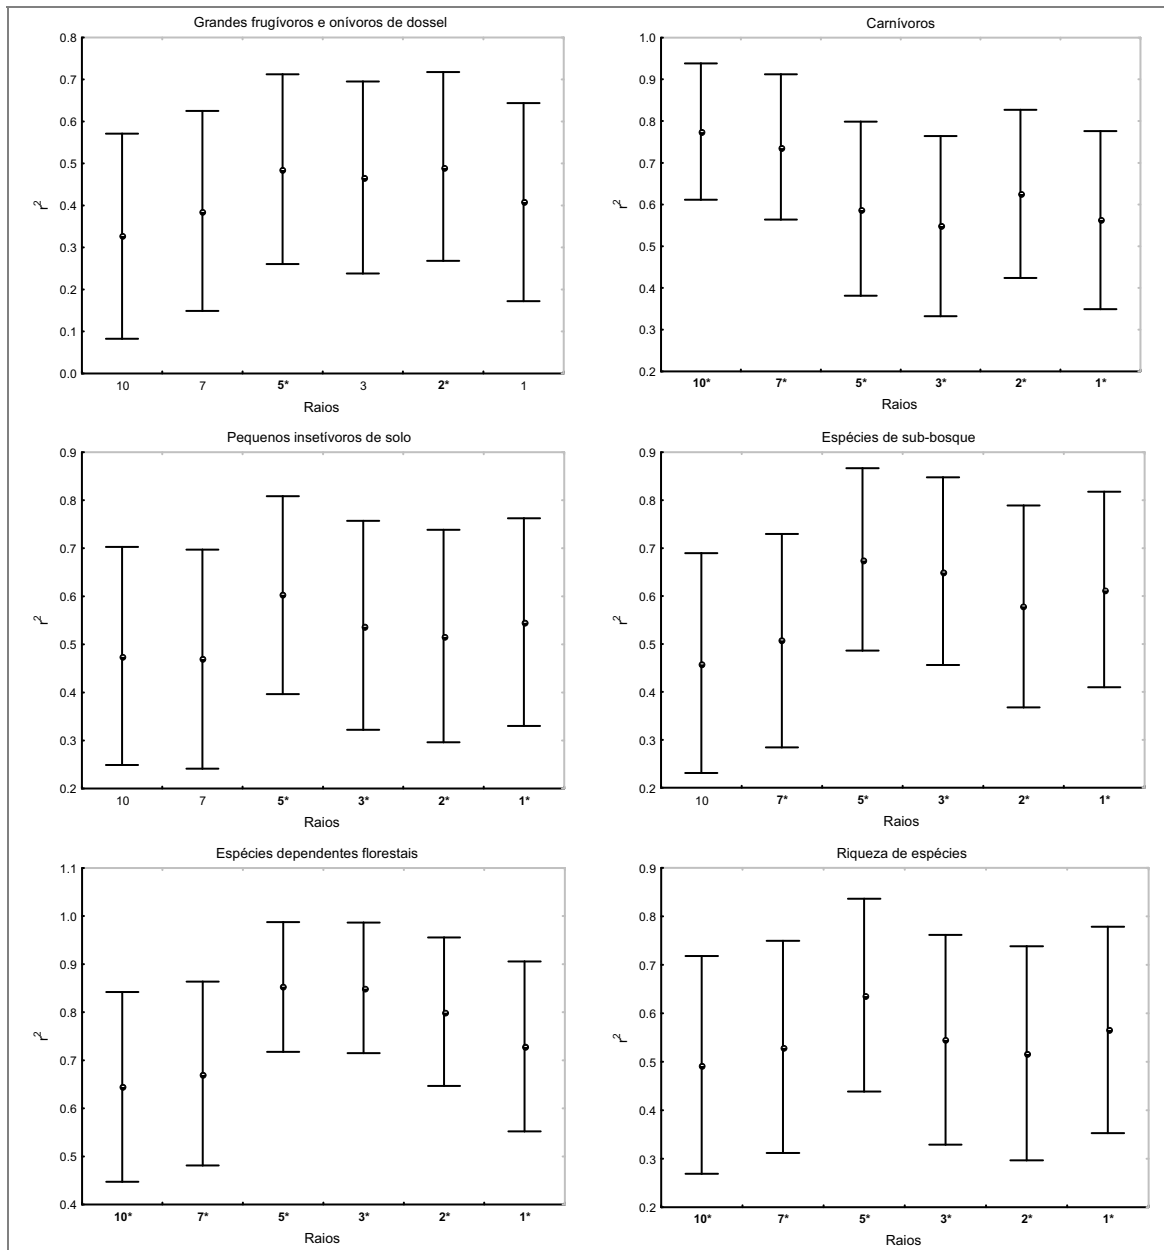 Grandes frugívoros e onívoros de dossel
0.8
0.7
0.6
0.5
0.4
0.3
0.2
0.1
0.0
r²
10 7 5* 3 2* 1
Raios
Carnívoros
1.0
0.9
0.8
0.7
0.6
0.5
0.4
0.3
0.2
r²
10* 7* 5* 3* 2* 1*
Raios
Pequenos insetívoros de solo
0.9
0.8
0.7
0.6
0.5
0.4
0.3
0.2
r²
10 7 5* 3* 2* 1*
Raios
Espécies de sub-bosque
0.9
0.8
0.7
0.6
0.5
0.4
0.3
0.2
r²
10 7* 5* 3* 2* 1*
Raios
Espécies dependentes florestais
1.1
1.0
0.9
0.8
0.7
0.6
0.5
0.4
r²
10* 7* 5* 3* 2* 1*
Raios
Riqueza de espécies
0.9
0.8
0.7
0.6
0.5
0.4
0.3
0.2
r²
10* 7* 5* 3* 2* 1*
Raios